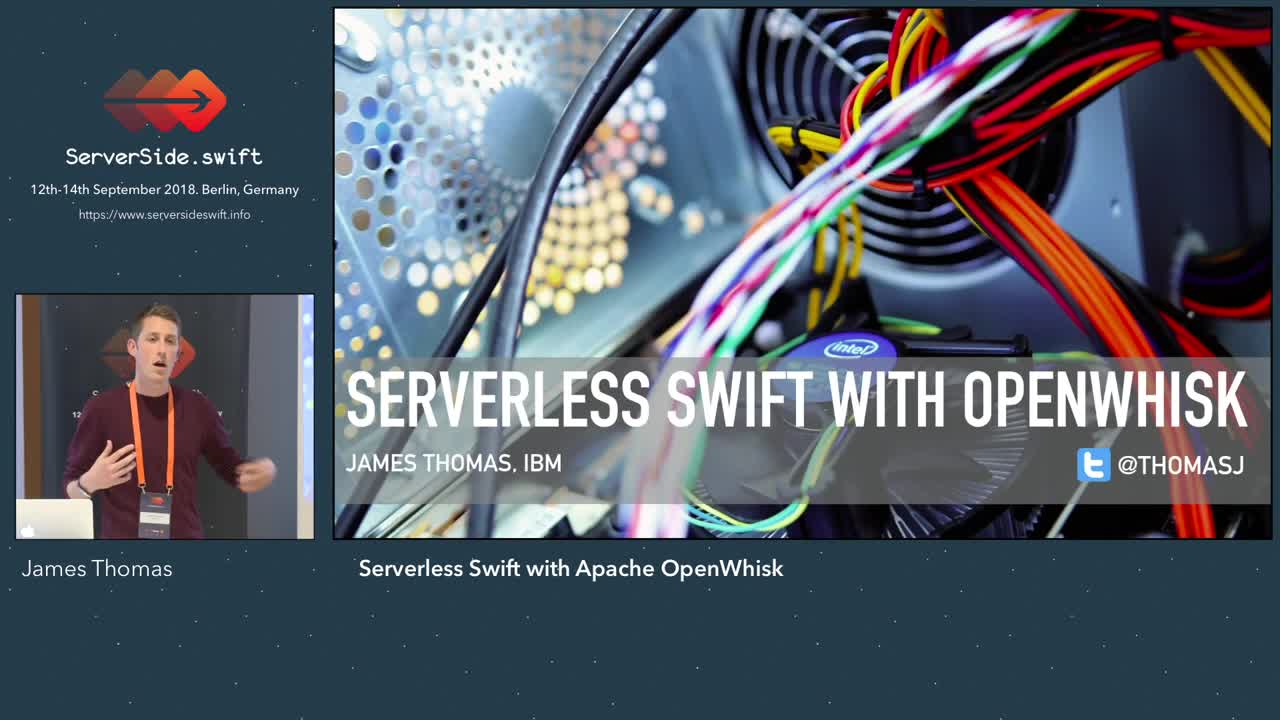 ServerSide.swift
12th-14th September 2018. Berlin, Germany
https://www.serversideswift.info
intel
SERVERLESS SWIFT WITH OPENWHISK
JAMES THOMAS, IBM
@THOMASJ
James Thomas
Serverless Swift with Apache OpenWhisk